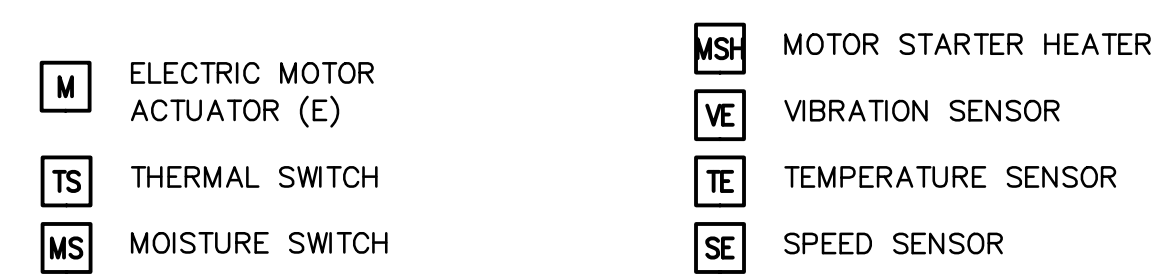 M ELECTRIC MOTOR
ACTUATOR (E)
TS THERMAL SWITCH
MS MOISTURE SWITCH
MSH MOTOR STARTER HEATER
VE VIBRATION SENSOR
TE TEMPERATURE SENSOR
SE SPEED SENSOR